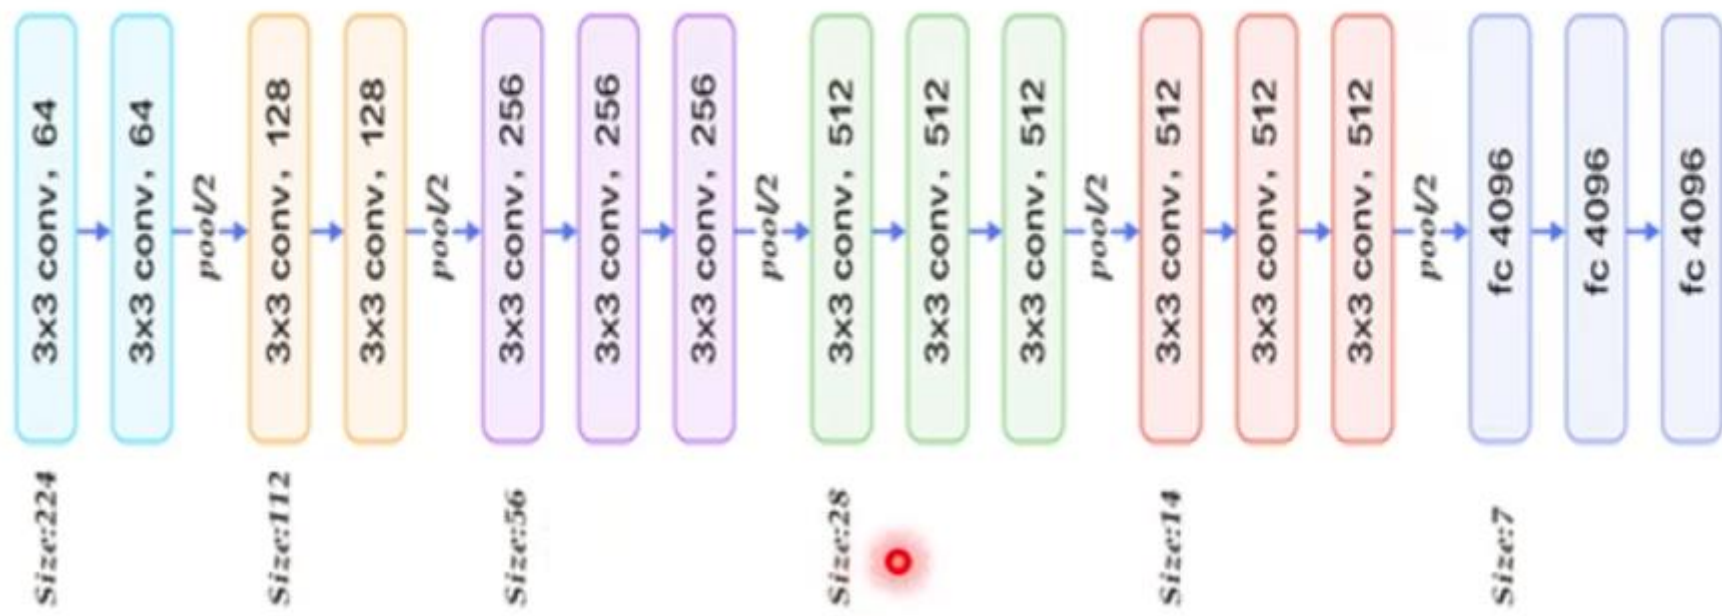 3x3 conv, 64
3x3 conv, 64
pool/2
3x3 conv, 128
3x3 conv, 128
pool/2
3x3 conv, 256
3x3 conv, 256
3x3 conv, 256
pool/2
3x3 conv, 512
3x3 conv, 512
3x3 conv, 512
pool/2
3x3 conv, 512
3x3 conv, 512
3x3 conv, 512
pool/2
fc 4096
fc 4096
fc 4096
Size:224
Size:112
Size:56
Size:28
Size:14
Size:7